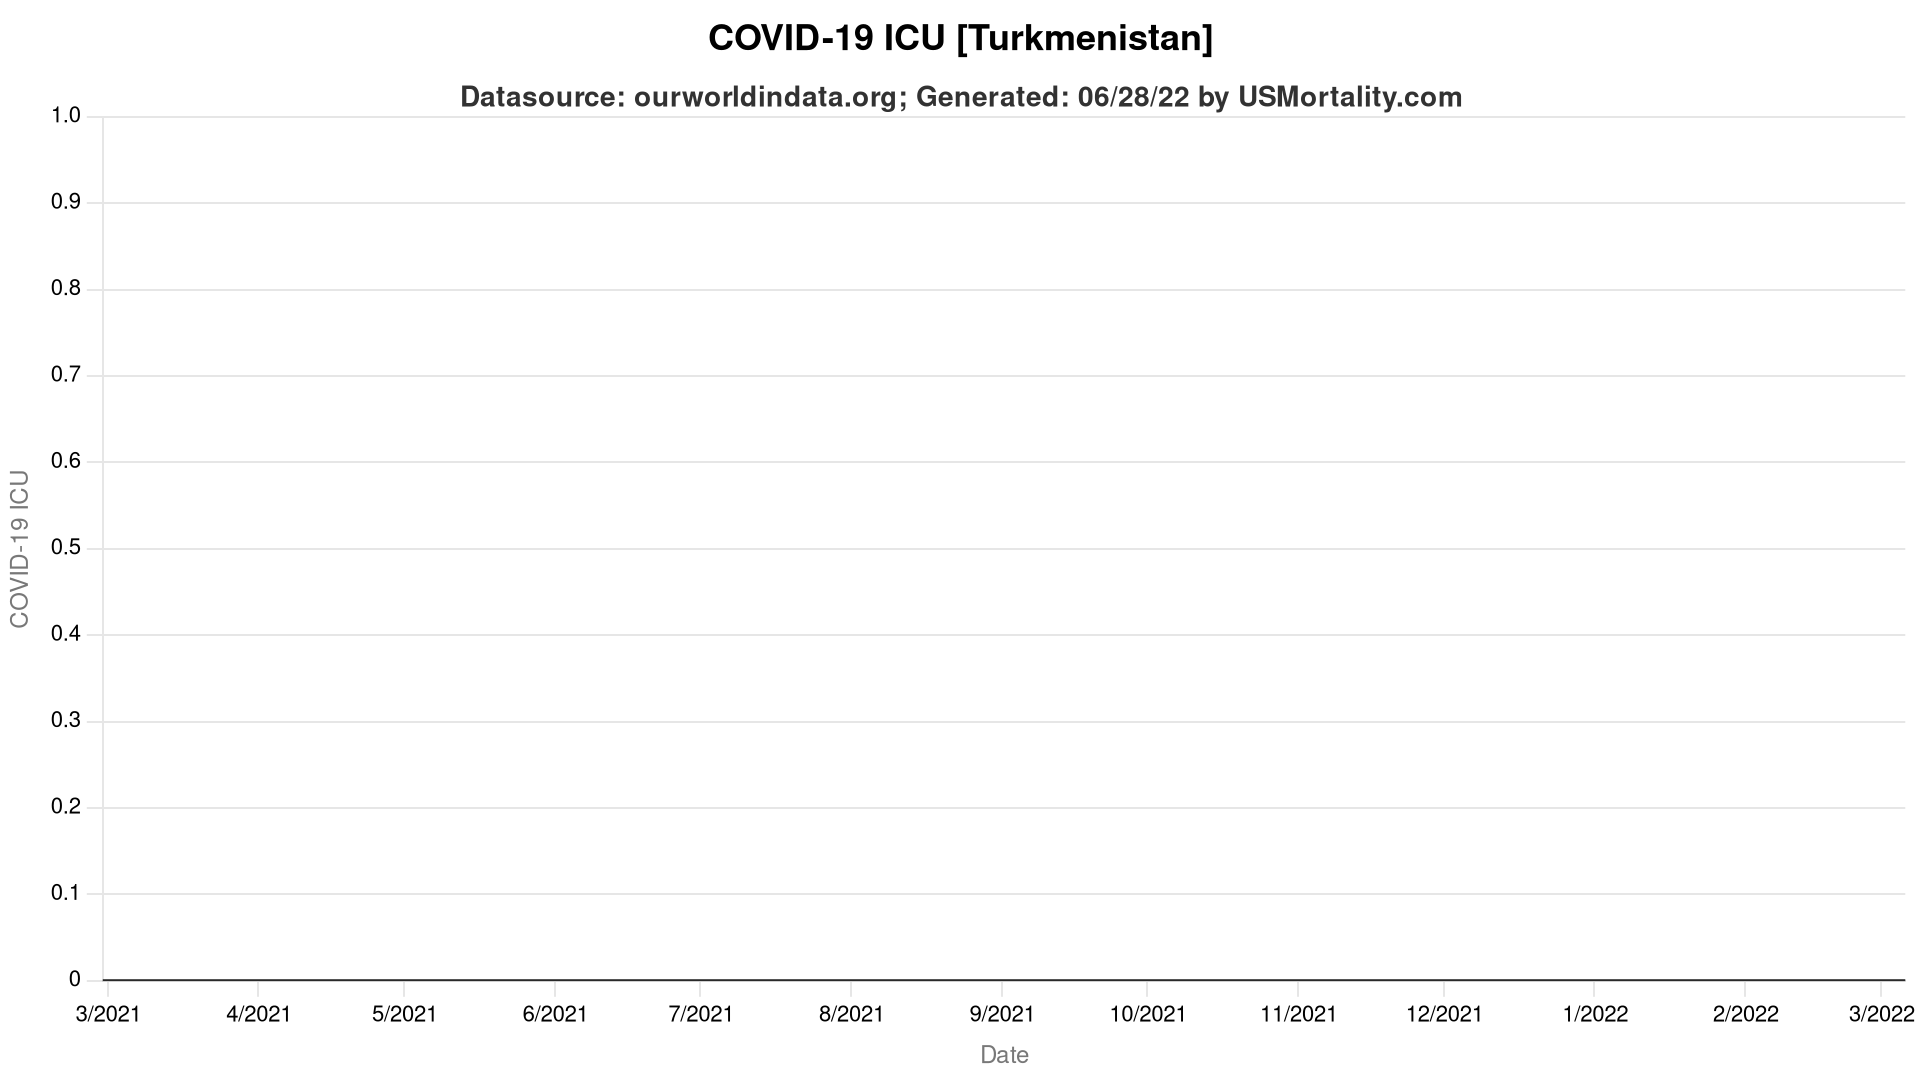 COVID-19 ICU [Turkmenistan]
Datasource: ourworldindata.org; Generated: 06/28/22 by USMortality.com
1.0
0.9
0.8
0.7
0.6
0.5
0.4
0.3
0.2
0.1
0
COVID-19 ICU
3/2021 4/2021 5/2021 6/2021 7/2021 8/2021 9/2021 10/2021 11/2021 12/2021 1/2022 2/2022 3/2022
Date